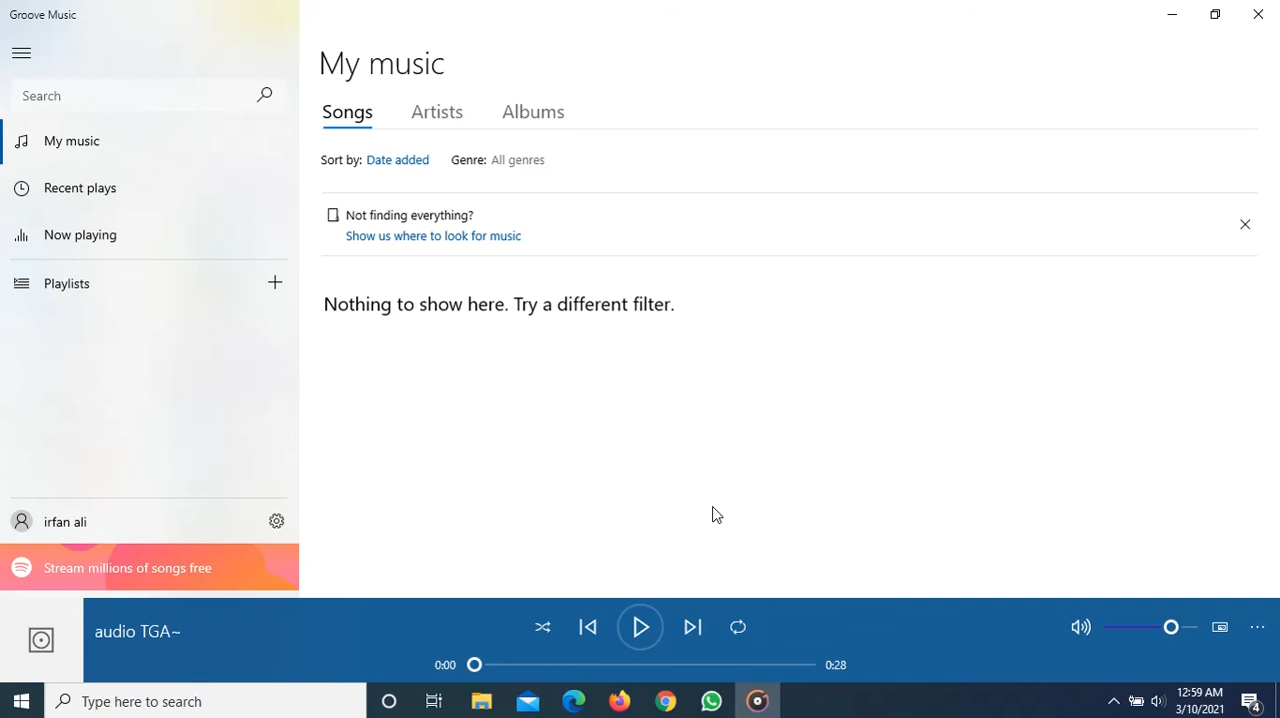 Groove Music
My music
Search
Songs Artists Albums
My music
Sort by: Date added Genre: All genres
Recent plays
Not finding everything?
Show us where to look for music
Now playing
Playlists
Nothing to show here. Try a different filter.
irfan ali
Stream millions of songs free
audio TGA~
0:00
0:28
Type here to search
12:59 AM
3/10/2021
4